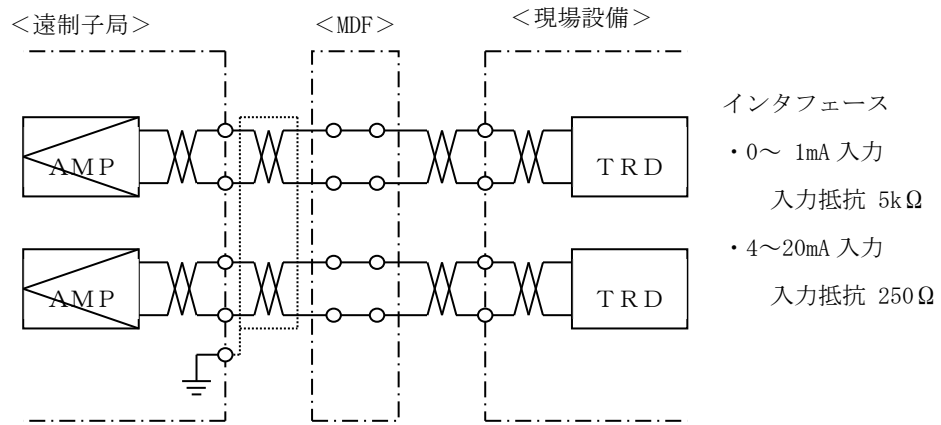 ＜遠制子局＞
＜MDF＞
＜現場設備＞
インタフェース
・0～ 1mA 入力
入力抵抗 5kΩ
・4～20mA 入力
入力抵抗 250Ω
AMP
TRD
AMP
TRD